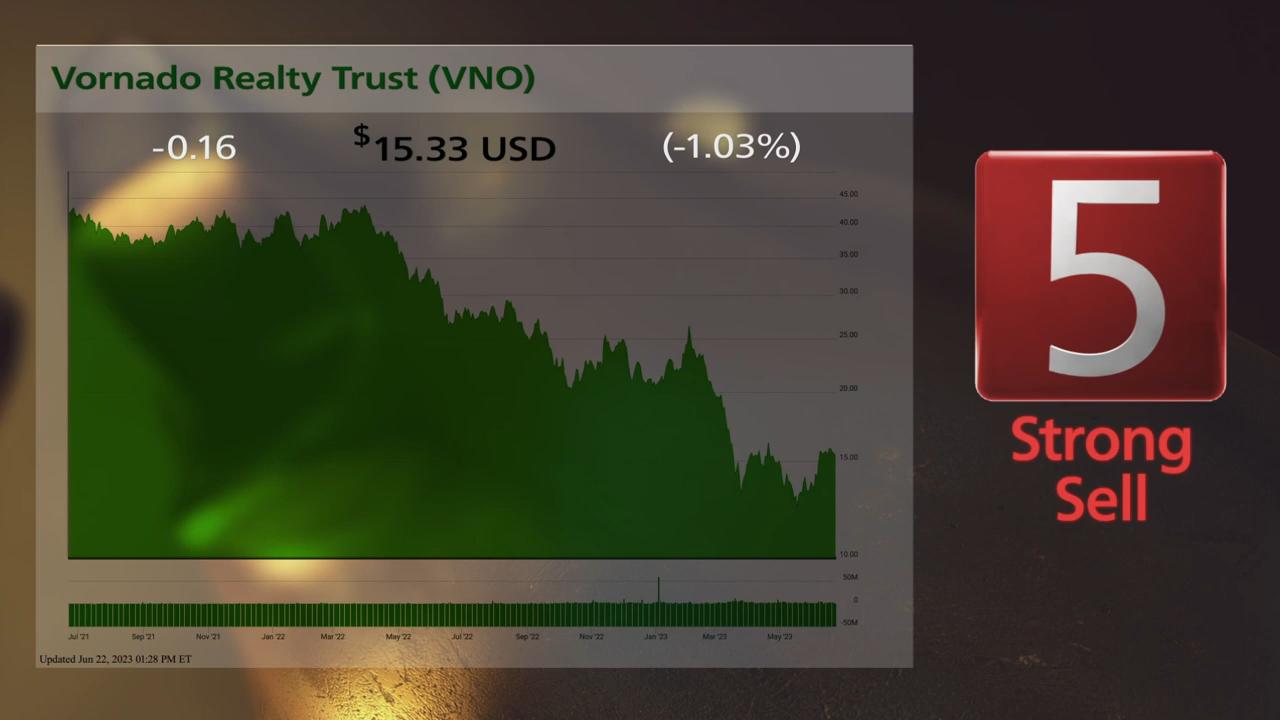 Vornado Realty Trust (VNO)
-0.16
$15.33 USD
(-1.03%)
45.00
40.00
35.00
30.00
25.00
20.00
15.00
10.00
50M
0
-50M
Jul '21 Sep '21 Nov '21 Jan '22 Mar '22 May '22 Jul '22 Sep '22 Nov '22 Jan '23 Mar '23 May '23
Updated Jun 22, 2023 01:28 PM ET
5
Strong
Sell